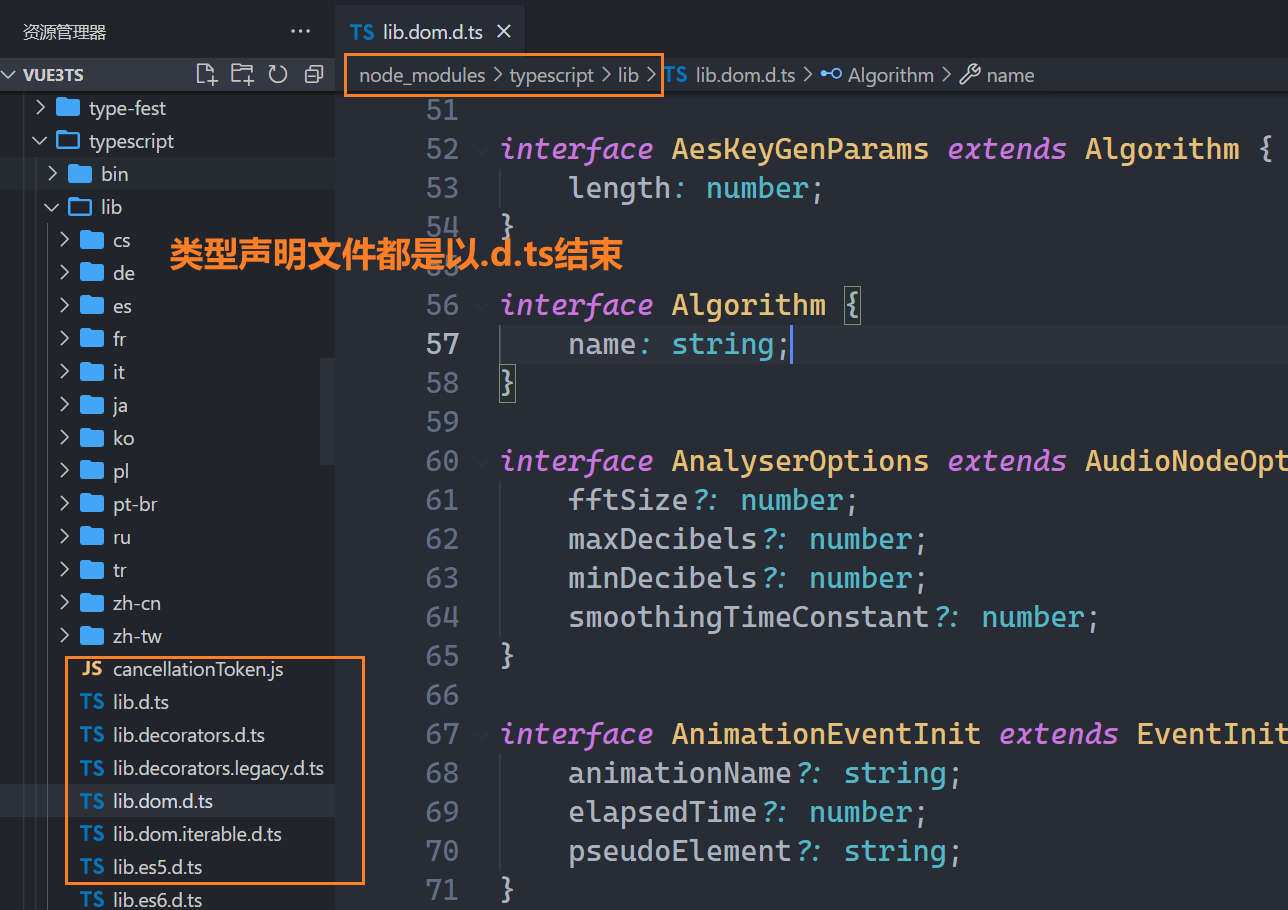 资源管理器 ···
VUE3TS
type-fest
typescript
bin
lib
cs
de
es
fr
it
ja
ko
pl
pt-br
ru
tr
zh-cn
zh-tw
JS cancellationToken.js
TS lib.d.ts
TS lib.decorators.d.ts
TS lib.decorators.legacy.d.ts
TS lib.dom.d.ts
TS lib.dom.iterable.d.ts
TS lib.es5.d.ts
TS lib.es6.d.ts
类型声明文件都是以.d.ts结束
TS lib.dom.d.ts ×
node_modules > typescript > lib > TS lib.dom.d.ts > Algorithm > name
51
52 interface AesKeyGenParams extends Algorithm {
53 length: number;
54 }
55
56 interface Algorithm {
57 name: string;
58 }
59
60 interface AnalyserOptions extends AudioNodeOpt
61 fftSize?: number;
62 maxDecibels?: number;
63 minDecibels?: number;
64 smoothingTimeConstant?: number;
65 }
66
67 interface AnimationEventInit extends EventInit
68 animationName?: string;
69 elapsedTime?: number;
70 pseudoElement?: string;
71 }